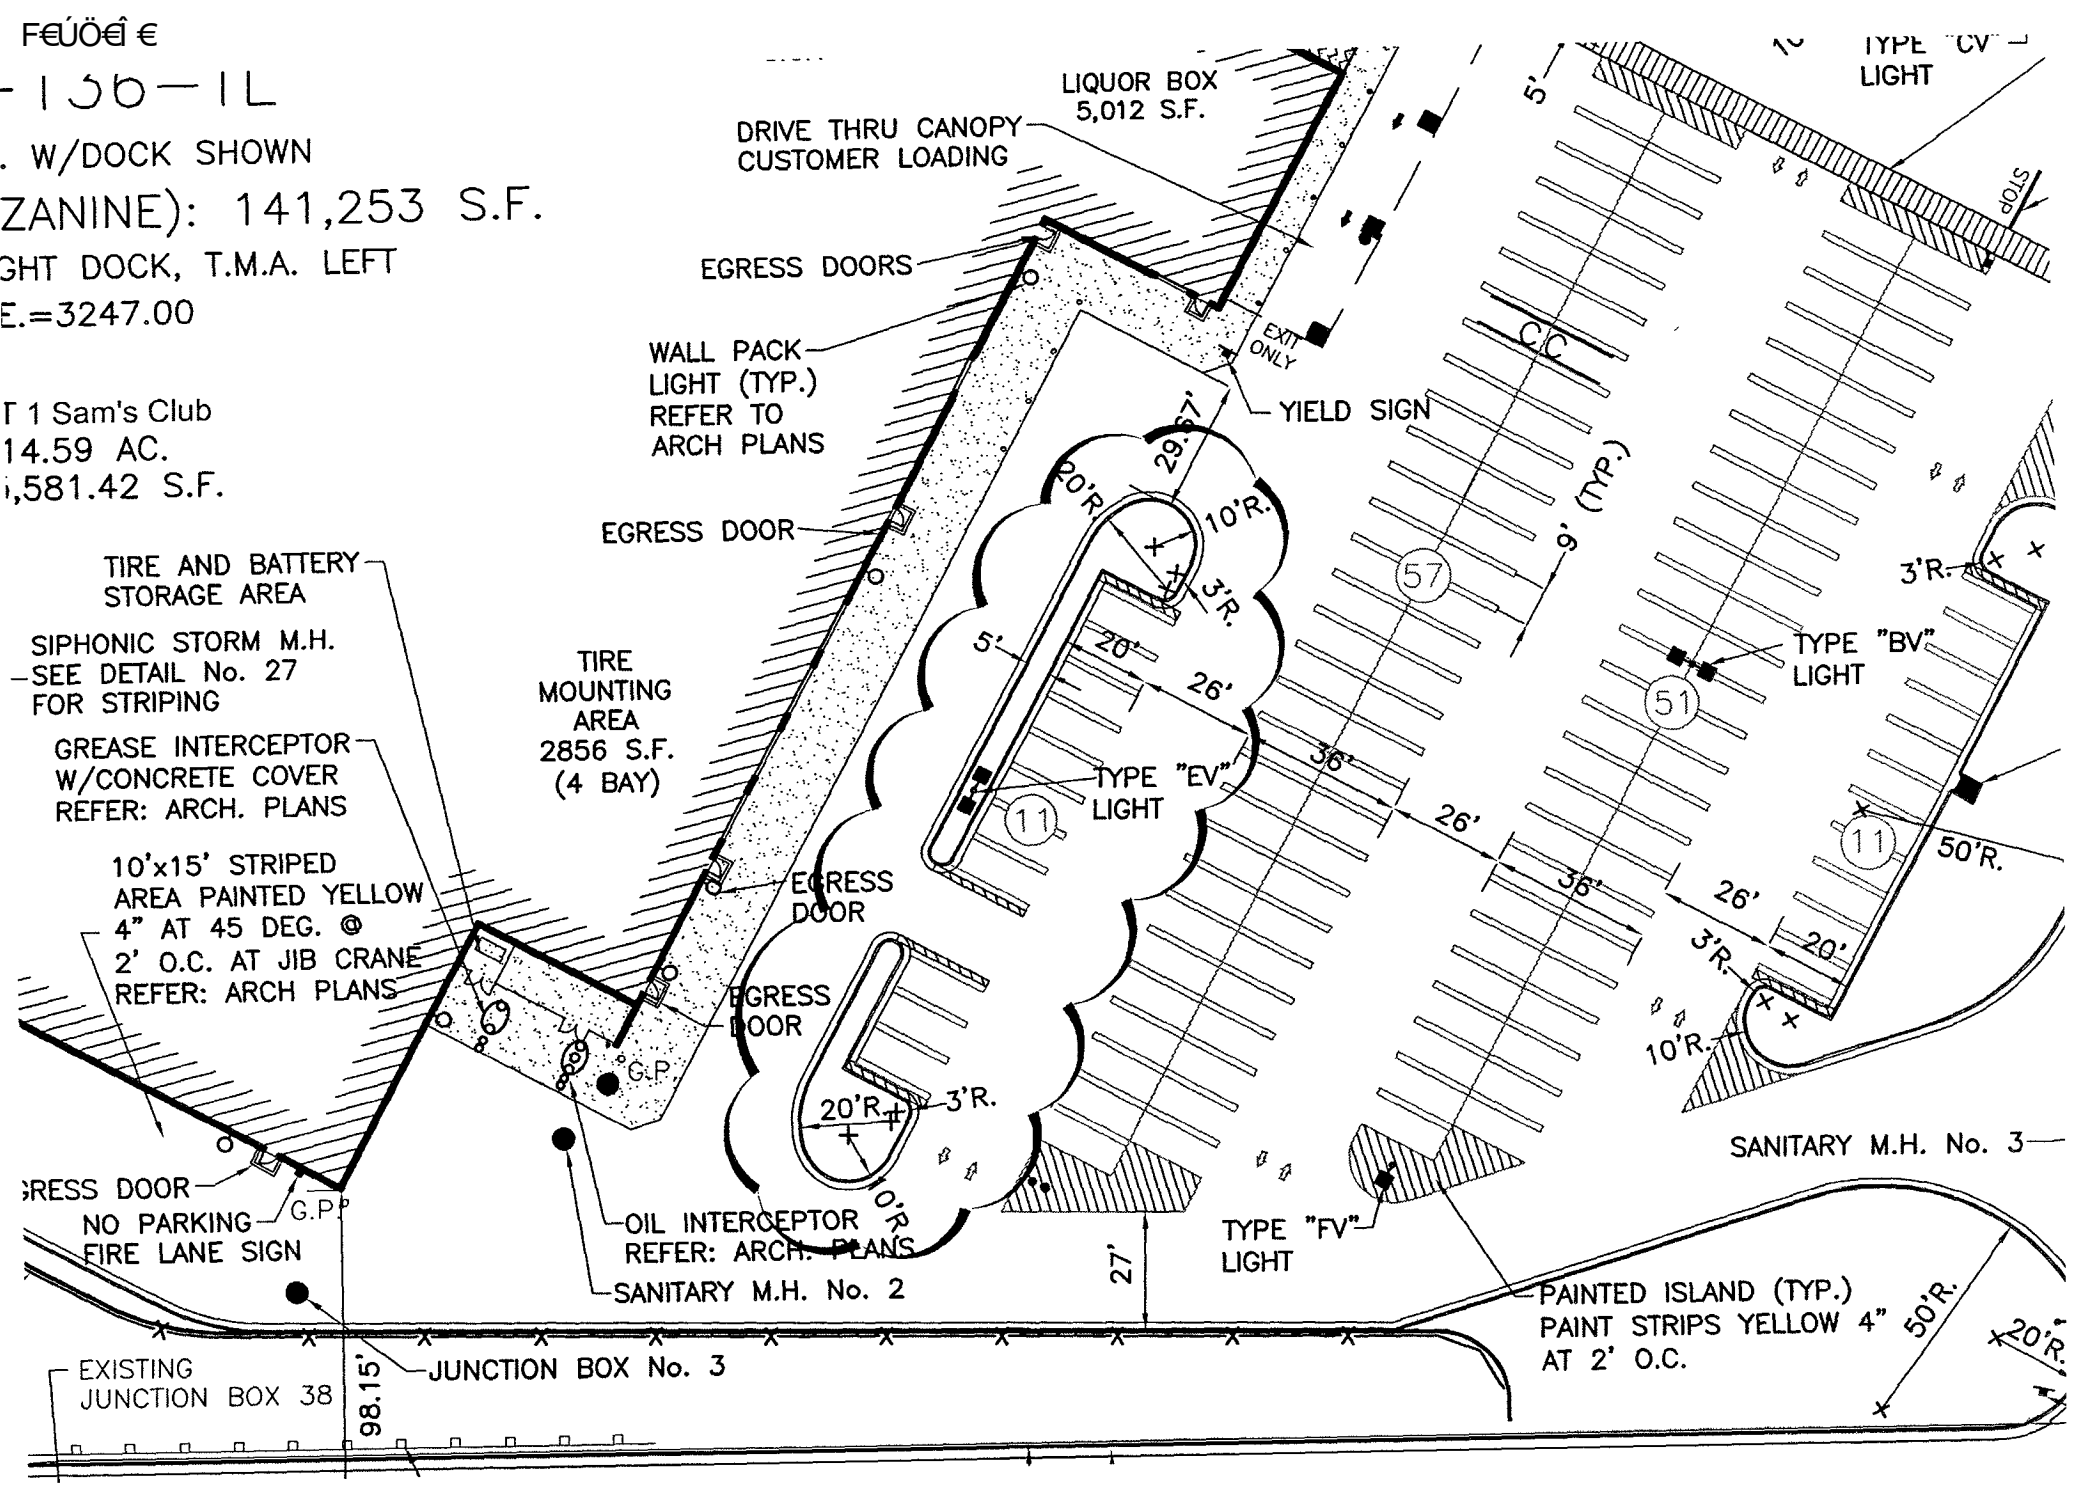 W/DOCK SHOWN
141,253 S.F.
DOCK, T.M.A. LEFT
E.=3247.00
T 1 Sam's Club
14.59 AC.
,581.42 S.F.
LIQUOR BOX
5,012 S.F.
DRIVE THRU CANOPY
CUSTOMER LOADING
EGRESS DOORS
WALL PACK
LIGHT (TYP.)
REFER TO
ARCH PLANS
EXIT
ONLY
YIELD SIGN
TYPE "CV"
LIGHT
5'
STOP
CC
9' (TYP.)
57
51
29.67'
20'R.
10'R.
3'R.
5'
20'
26'
36'
26'
36'
26'
20'
TYPE "EV"
LIGHT
11
TYPE "BV"
LIGHT
3'R.
11
50'R.
3'R.
10'R.
EGRESS DOOR
TIRE AND BATTERY
STORAGE AREA
SIPHONIC STORM M.H.
SEE DETAIL No. 27
FOR STRIPING
GREASE INTERCEPTOR
W/CONCRETE COVER
REFER: ARCH. PLANS
10'x15' STRIPED
AREA PAINTED YELLOW
4" AT 45 DEG. @
2' O.C. AT JIB CRANE
REFER: ARCH PLANS
TIRE
MOUNTING
AREA
2856 S.F.
(4 BAY)
EGRESS
DOOR
EGRESS
DOOR
G.P.
20'R.
3'R.
10'R.
DOOR
G.P.
NO PARKING
FIRE LANE SIGN
OIL INTERCEPTOR
REFER: ARCH. PLANS
SANITARY M.H. No. 2
JUNCTION BOX No. 3
EXISTING
JUNCTION BOX 38
98.15'
27'
TYPE "FV"
LIGHT
SANITARY M.H. No. 3
PAINTED ISLAND (TYP.)
PAINT STRIPS YELLOW 4"
AT 2' O.C.
50'R.
20'R.